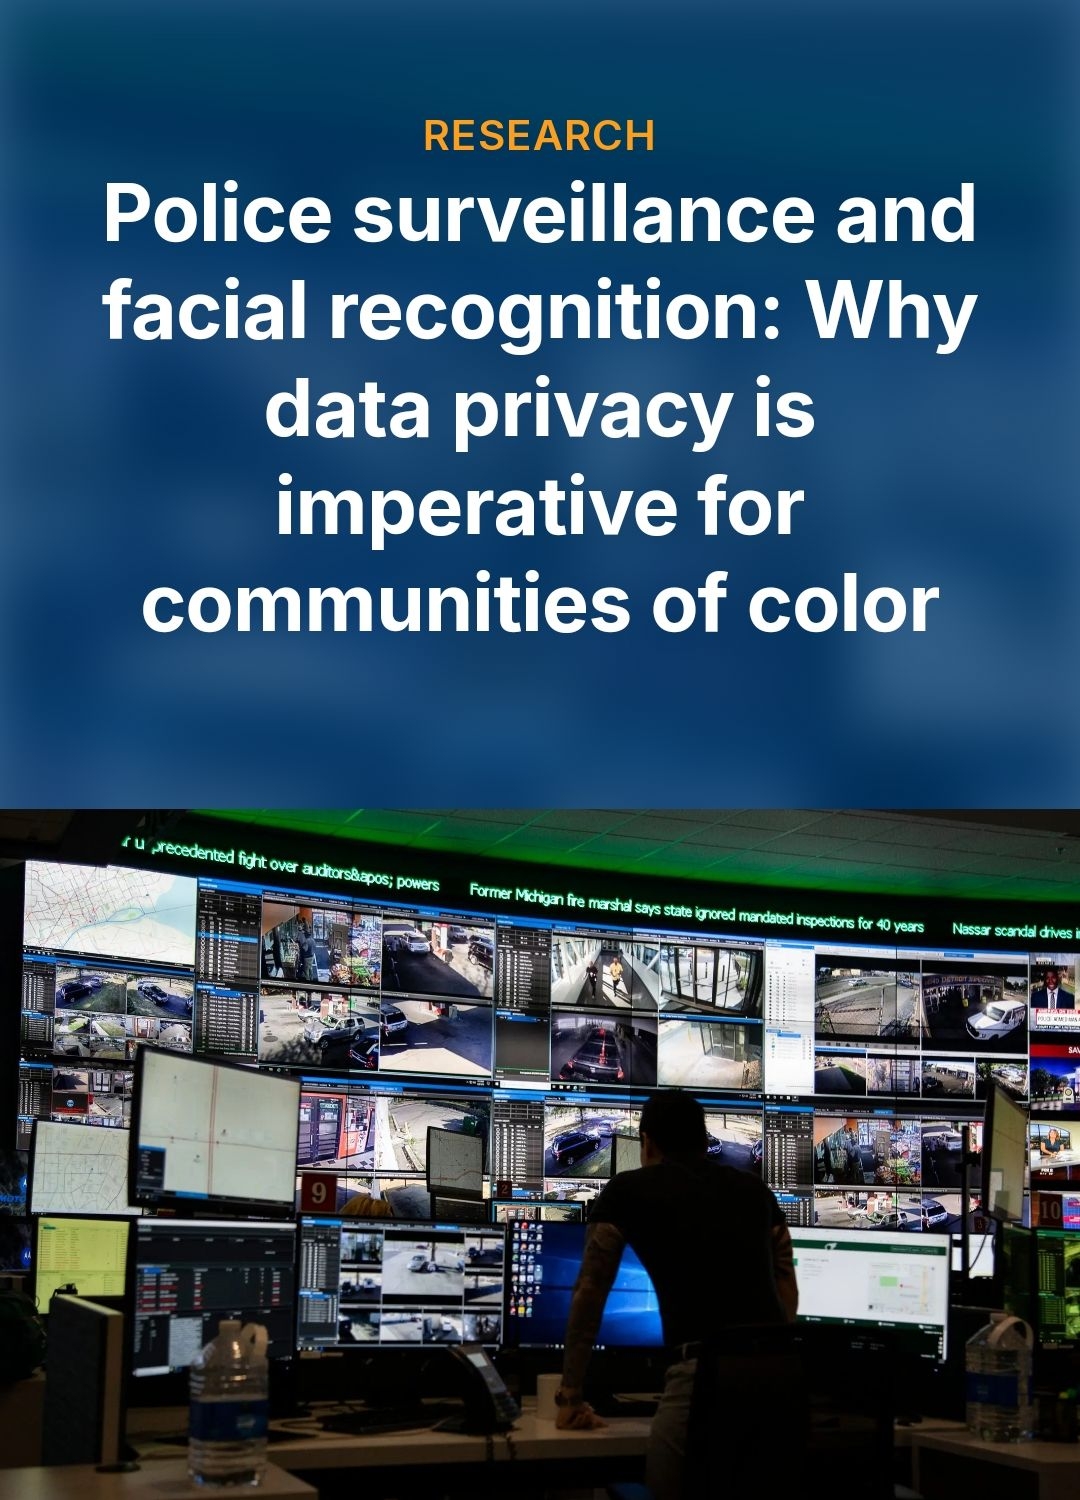 RESEARCH
Police surveillance and
facial recognition: Why
data privacy is
imperative for
communities of color
precedented fight over auditors&apos; powers Former Michigan fire marshal says state ignored mandated inspections for 40 years Nassar scandal drives
9
10